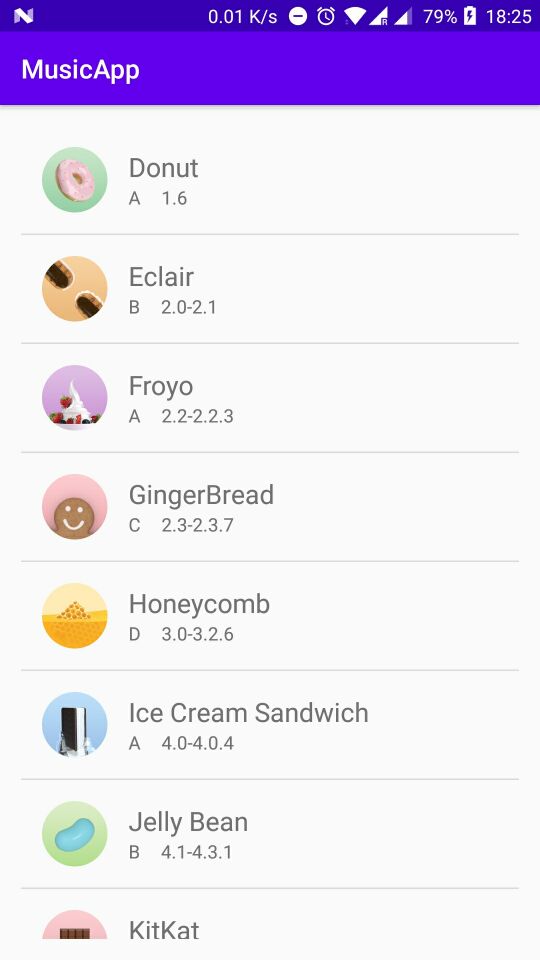 0.01 K/s 79% 18:25
MusicApp
Donut
A 1.6
Eclair
B 2.0-2.1
Froyo
A 2.2-2.2.3
GingerBread
C 2.3-2.3.7
Honeycomb
D 3.0-3.2.6
Ice Cream Sandwich
A 4.0-4.0.4
Jelly Bean
B 4.1-4.3.1
KitKat